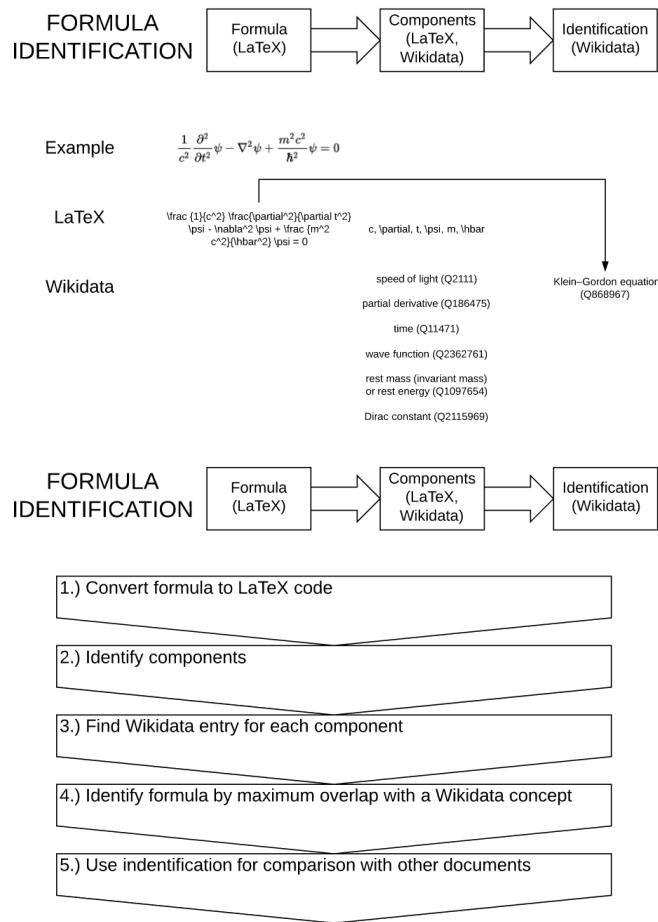 FORMULA
IDENTIFICATION
Formula
(LaTeX)
Components
(LaTeX,
Wikidata)
Identification
(Wikidata)
Example
\frac{1}{c^2} \frac{\partial^2}{\partial t^2} \psi - \nabla^2 \psi + \frac{m^2 c^2}{\hbar^2} \psi = 0
LaTeX
\frac {1}{c^2} \frac{\partial^2}{\partial t^2}
\psi - \nabla^2 \psi + \frac {m^2
c^2}{\hbar^2} \psi = 0
c, \partial, t, \psi, m, \hbar
Wikidata
speed of light (Q2111)
partial derivative (Q186475)
time (Q11471)
wave function (Q2362761)
rest mass (invariant mass)
or rest energy (Q1097654)
Dirac constant (Q2115969)
Klein–Gordon equation
(Q868967)
FORMULA
IDENTIFICATION
Formula
(LaTeX)
Components
(LaTeX,
Wikidata)
Identification
(Wikidata)
1.) Convert formula to LaTeX code
2.) Identify components
3.) Find Wikidata entry for each component
4.) Identify formula by maximum overlap with a Wikidata concept
5.) Use indentification for comparison with other documents